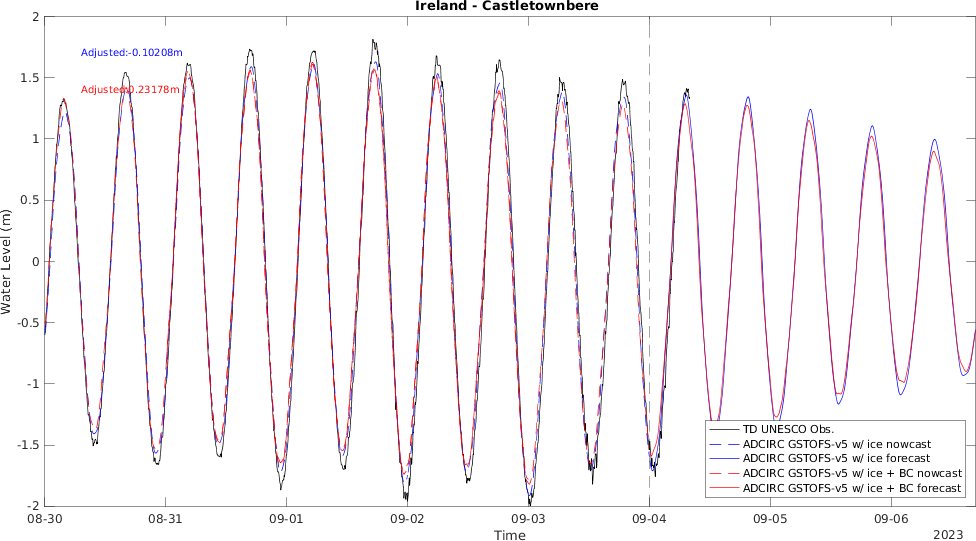 Ireland - Castletownbere
Adjusted:-0.10208m
Adjusted:0.23178m
Water Level (m)
2
1.5
1
0.5
0
-0.5
-1
-1.5
-2
TD UNESCO Obs.
ADCIRC GSTOFS-v5 w/ ice nowcast
ADCIRC GSTOFS-v5 w/ ice forecast
ADCIRC GSTOFS-v5 w/ ice + BC nowcast
ADCIRC GSTOFS-v5 w/ ice + BC forecast
08-30 08-31 09-01 09-02 09-03 09-04 09-05 09-06
Time
2023